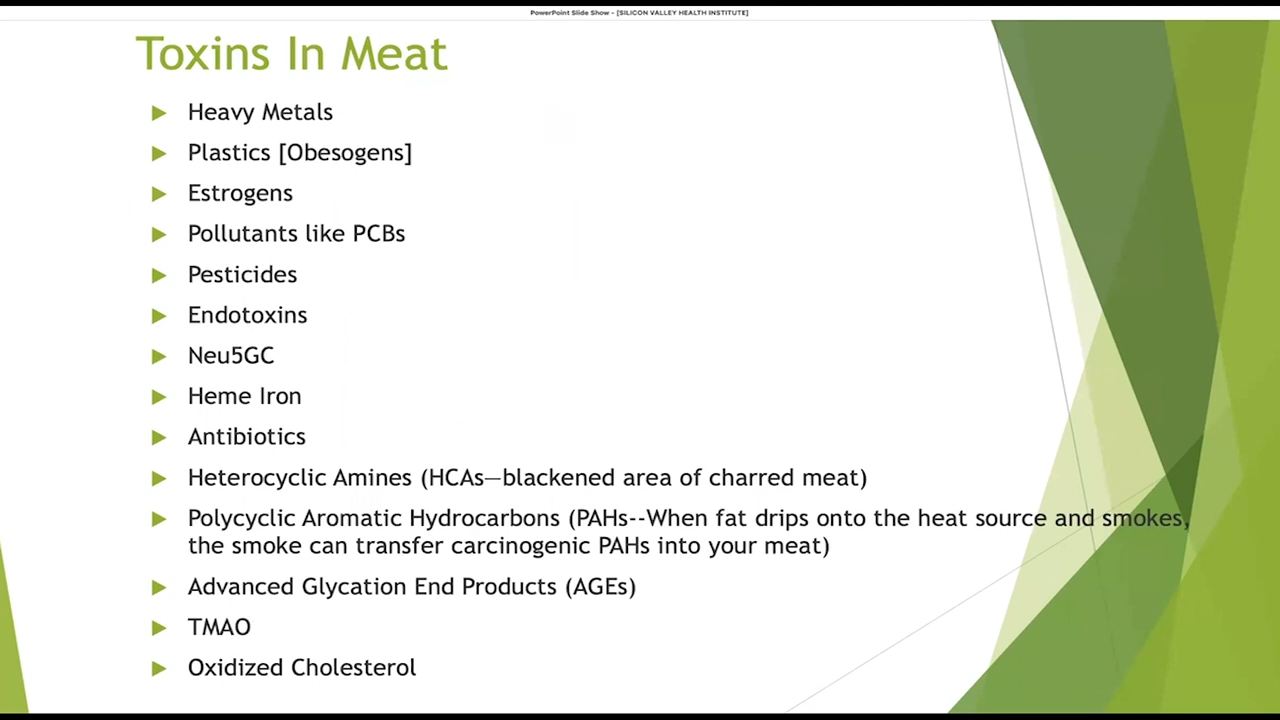 PowerPoint Slide Show - [SILICON VALLEY HEALTH INSTITUTE]
Toxins In Meat
Heavy Metals
Plastics [Obesogens]
Estrogens
Pollutants like PCBs
Pesticides
Endotoxins
Neu5GC
Heme Iron
Antibiotics
Heterocyclic Amines (HCAs—blackened area of charred meat)
Polycyclic Aromatic Hydrocarbons (PAHs--When fat drips onto the heat source and smokes,
the smoke can transfer carcinogenic PAHs into your meat)
Advanced Glycation End Products (AGEs)
TMAO
Oxidized Cholesterol